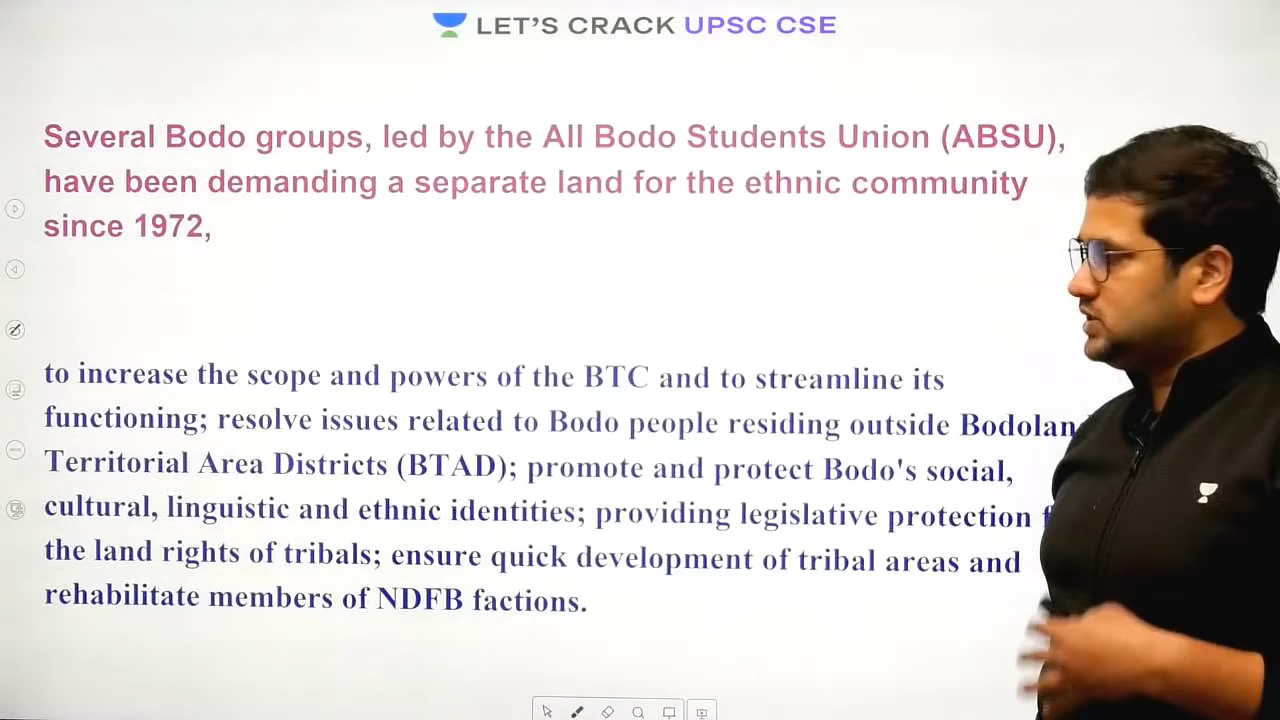 LET'S CRACK UPSC CSE
Several Bodo groups, led by the All Bodo Students Union (ABSU),
have been demanding a separate land for the ethnic community
since 1972,
to increase the scope and powers of the BTC and to streamline its
functioning; resolve issues related to Bodo people residing outside
Territorial Area Districts (BTAD); promote and protect Bodo's social,
cultural, linguistic and ethnic identities; providing legislative protection
the land rights of tribals; ensure quick development of tribal areas and
rehabilitate members of NDFB factions.